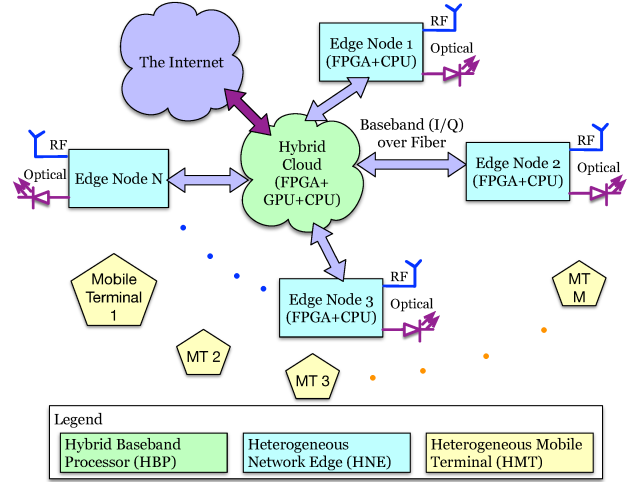 RF
Edge Node 1
(FPGA+CPU)
Optical
The Internet
Baseband (I/Q)
over Fiber
Hybrid
Cloud
(FPGA+
GPU+CPU)
RF
Edge Node 2
(FPGA+CPU)
Optical
RF
Optical
Edge Node N
RF
Edge Node 3
(FPGA+CPU)
Optical
Mobile
Terminal
1
MT 2
MT 3
MT
M
Legend
Hybrid Baseband
Processor (HBP)
Heterogeneous
Network Edge (HNE)
Heterogeneous Mobile
Terminal (HMT)